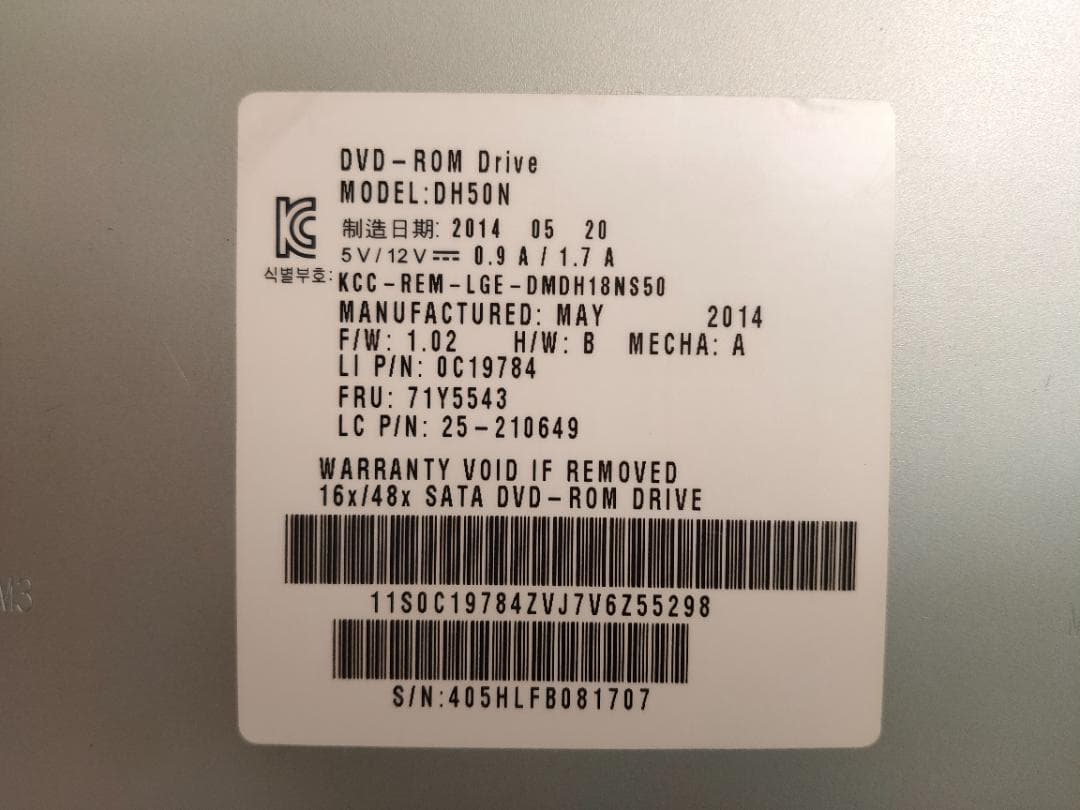 DVD-ROM Drive
MODEL:DH50N
制造日期: 2014 05 20
5V/12V 0.9 A / 1.7 A
식별부호: KCC-REM-LGE-DMDH18NS50
MANUFACTURED: MAY 2014
F/W: 1.02 H/W: B MECHA: A
LI P/N: 0C19784
FRU: 71Y5543
LC P/N: 25-210649
WARRANTY VOID IF REMOVED
16x/48x SATA DVD-ROM DRIVE
11S0C19784ZVJ7V6Z55298
S/N:405HLFB081707
M3